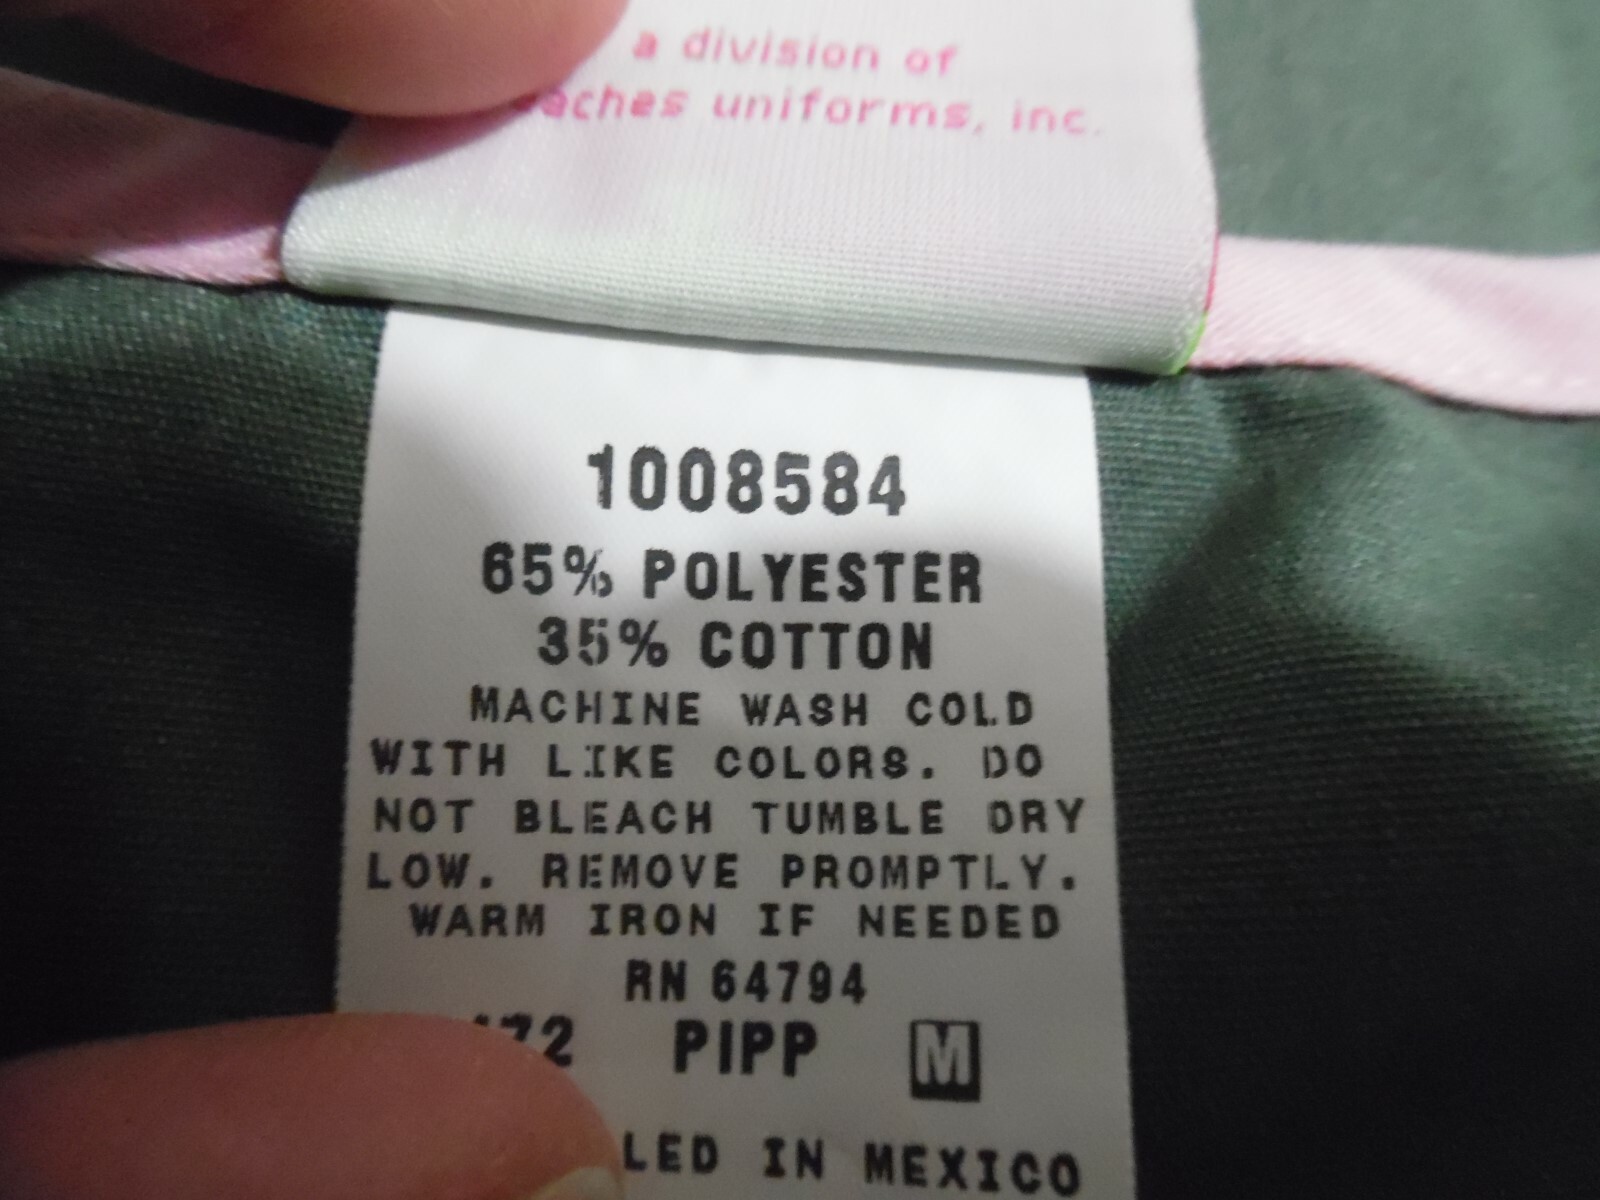 a division of
uniforms, inc.
1008584
65% POLYESTER
35% COTTON
MACHINE WASH COLD
WITH LIKE COLORS. DO
NOT BLEACH TUMBLE DRY
LOW. REMOVE PROMPTLY.
WARM IRON IF NEEDED
RN 64794
PIPP M
IN MEXICO